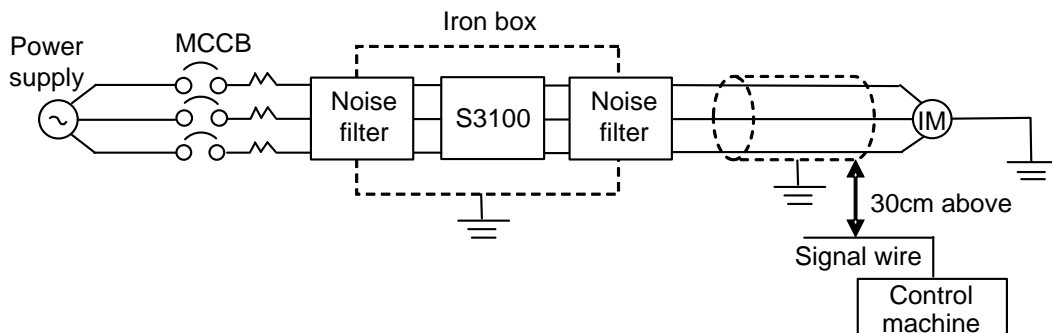 Iron box
Power
supply
MCCB
Noise
filter
S3100
Noise
filter
IM
30cm above
Signal wire
Control
machine